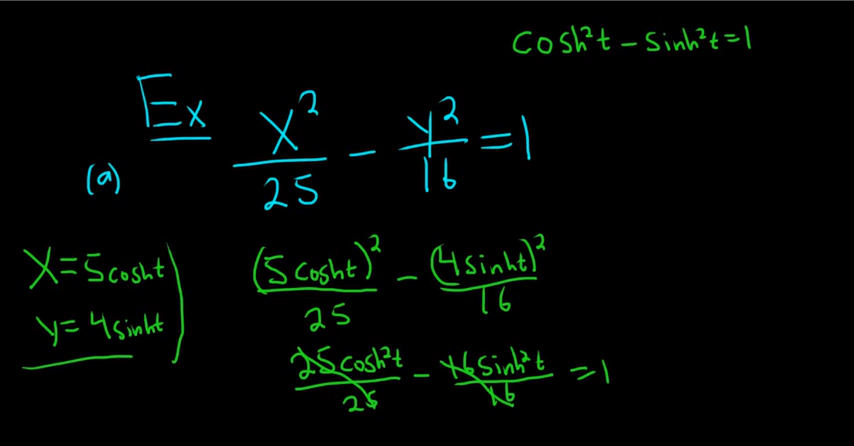 cosh²t - sinh²t = 1
Ex x²/25 - y²/16 = 1
(a)
x = 5cosht (5cosht)²/25 - (4sinht)²/16
y = 4sinht
25cosh²t/25 - 16sinh²t/16 = 1